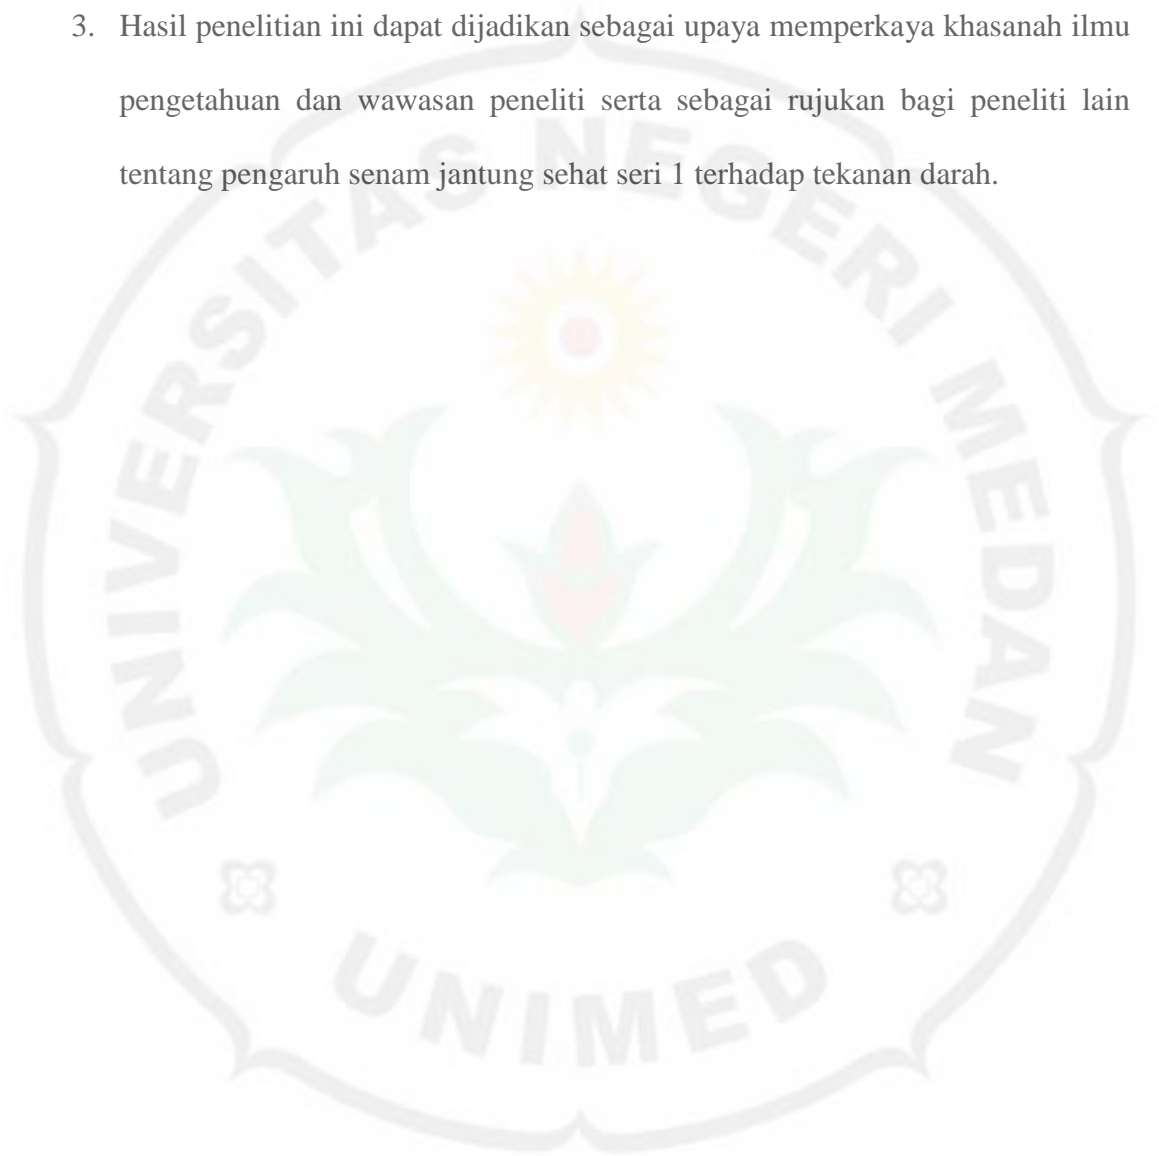 3. Hasil penelitian ini dapat dijadikan sebagai upaya memperkaya khasanah ilmu
pengetahuan dan wawasan peneliti serta sebagai rujukan bagi peneliti lain
tentang pengaruh senam jantung sehat seri 1 terhadap tekanan darah.
UNIVERSITAS NEGERI MEDAN
UNIMED